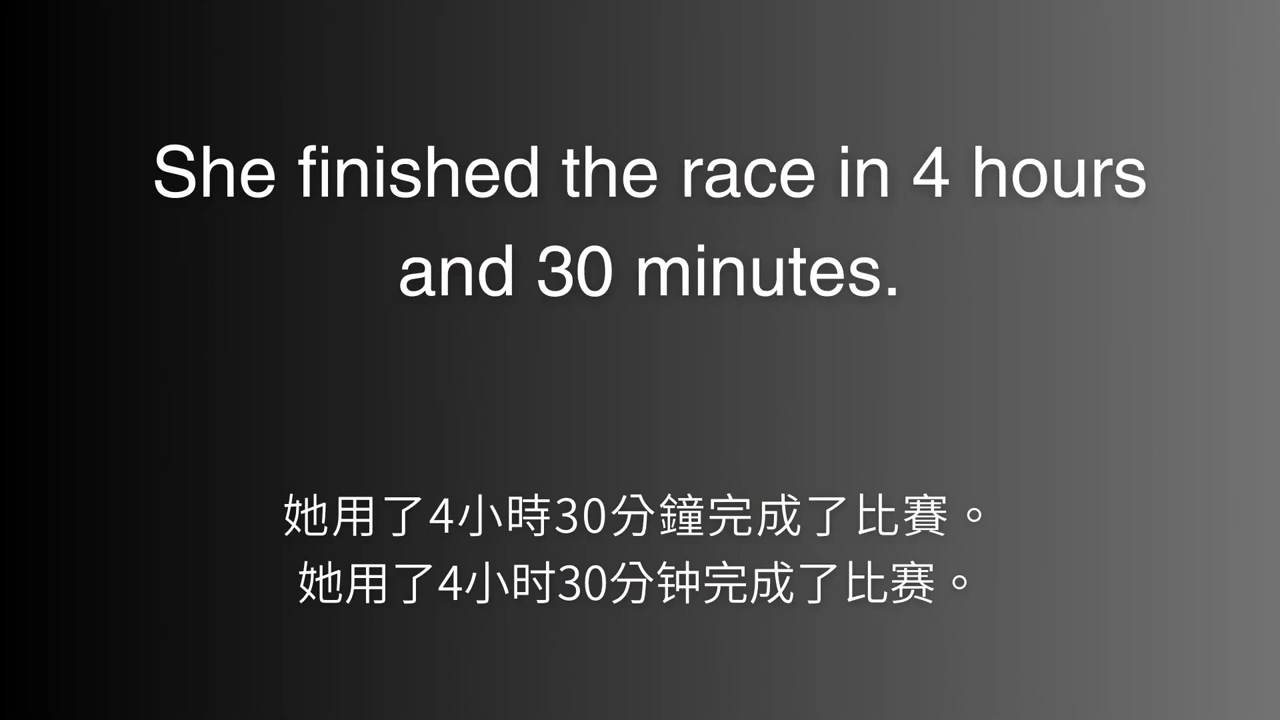 She finished the race in 4 hours
and 30 minutes.
她用了4小時30分鐘完成了比賽。
她用了4小时30分钟完成了比赛。